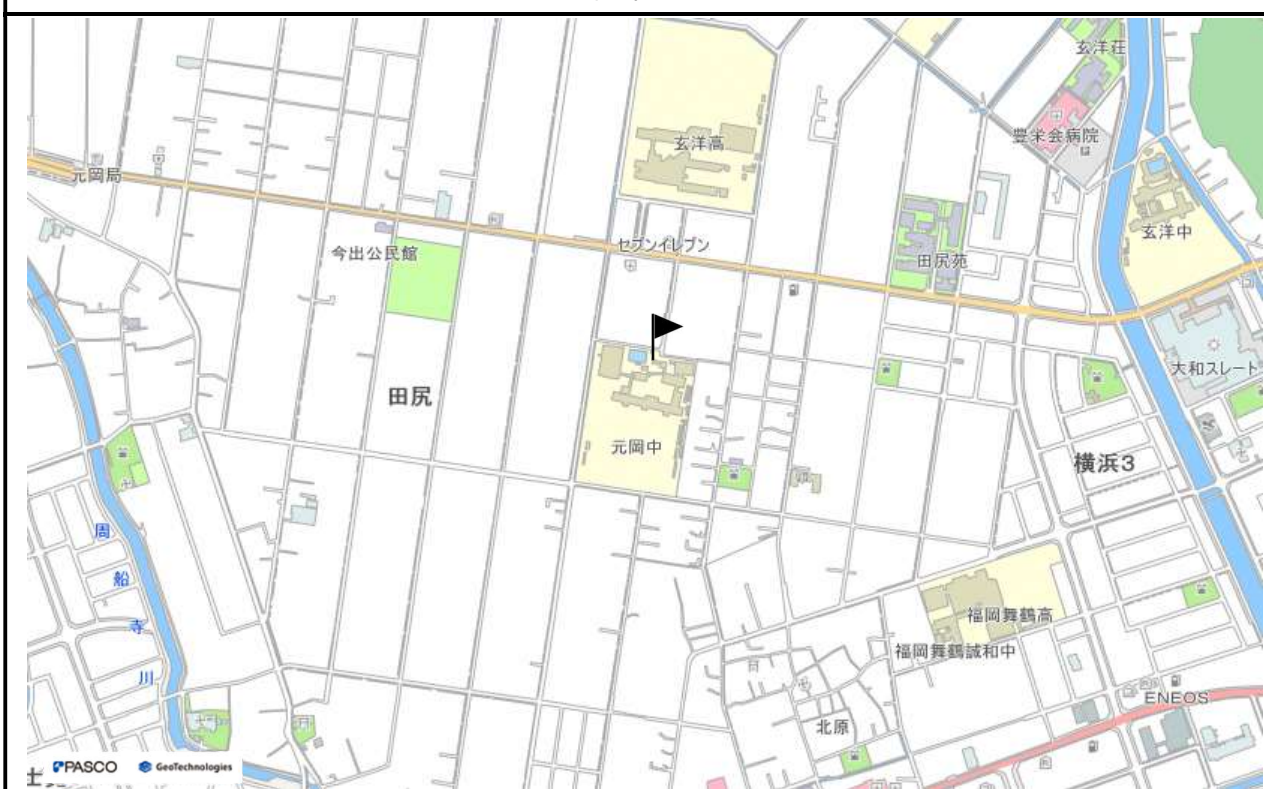 玄洋荘
豊栄会病院
玄洋高
元岡局
玄洋中
セブンイレブン
今出公民館
田尻苑
大和スレート
田尻
元岡中
横浜3
周船寺川
福岡舞鶴高
福岡舞鶴誠和中
ENEOS
北原
PASCO
GeoTechnologies